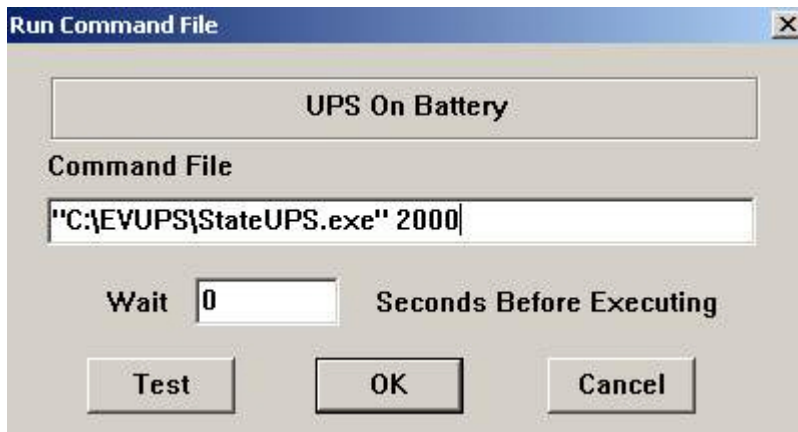 Run Command File
UPS On Battery
Command File
"C:\EVUPS\StateUPS.exe" 2000
Wait 0 Seconds Before Executing
Test OK Cancel